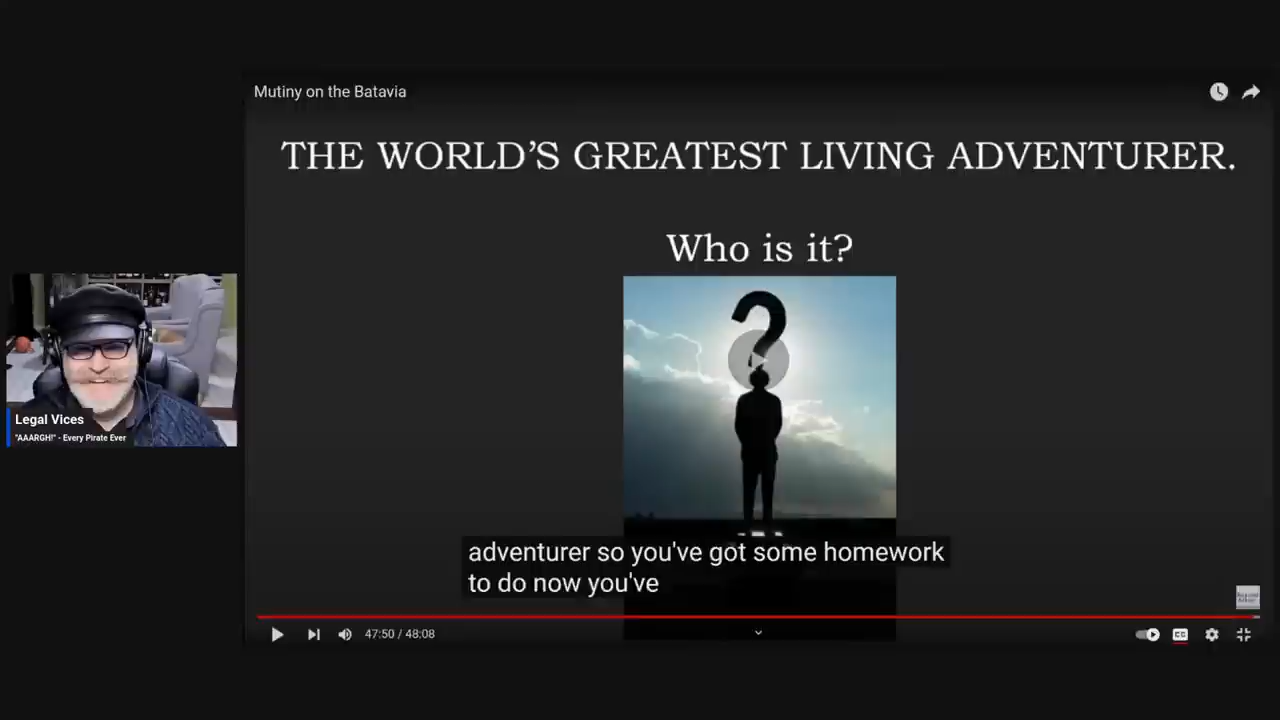 Mutiny on the Batavia
THE WORLD'S GREATEST LIVING ADVENTURER.
Who is it?
Legal Vices
"AAARGH!" - Every Pirate Ever
adventurer so you've got some homework
to do now you've
47:50 / 48:08
CC